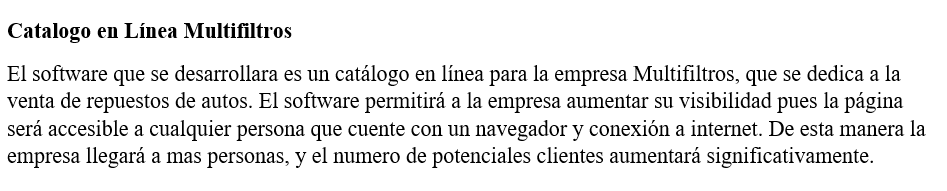 Catalogo en Línea Multifiltros
El software que se desarrollara es un catálogo en línea para la empresa Multifiltros, que se dedica a la
venta de repuestos de autos. El software permitirá a la empresa aumentar su visibilidad pues la página
será accesible a cualquier persona que cuente con un navegador y conexión a internet. De esta manera la
empresa llegará a mas personas, y el numero de potenciales clientes aumentará significativamente.